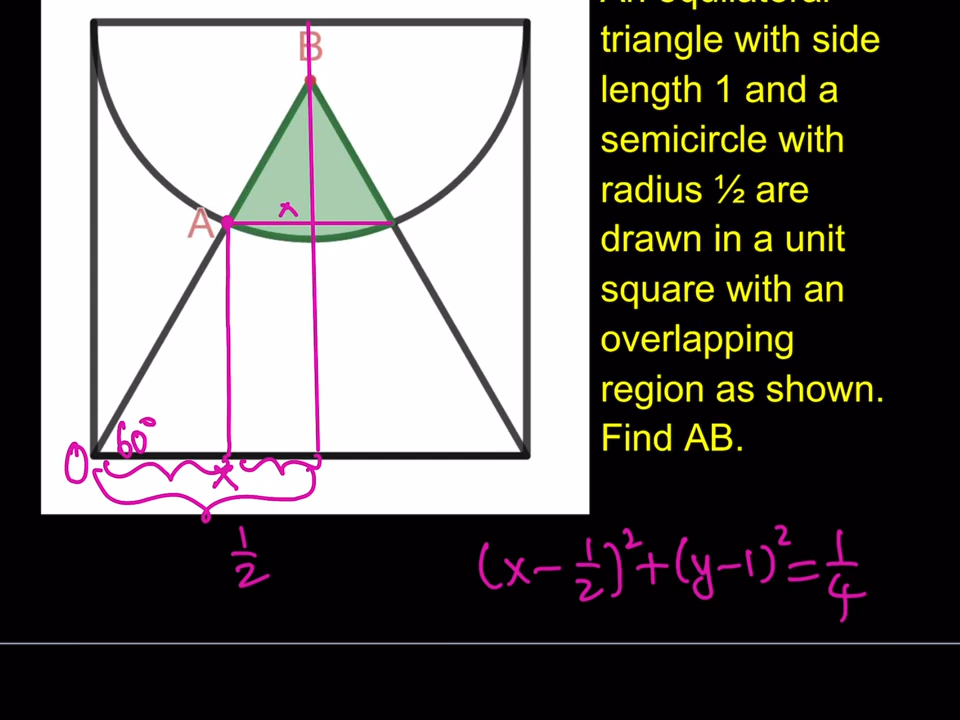 An equilateral
triangle with side
length 1 and a
semicircle with
radius ½ are
drawn in a unit
square with an
overlapping
region as shown.
Find AB.
B
A
x
60°
O
x
1/2
(x - 1/2)² + (y - 1)² = 1/4